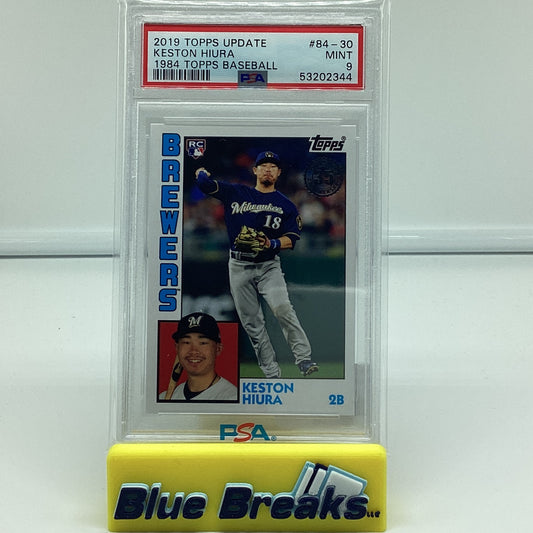 2019 TOPPS UPDATE #84-30
KESTON HIURA MINT
1984 TOPPS BASEBALL PSA 9
53202344
BREWERS
RC
Topps
Milwaukee
18
M
KESTON
HIURA
2B
PSA
Blue Breaks LLC